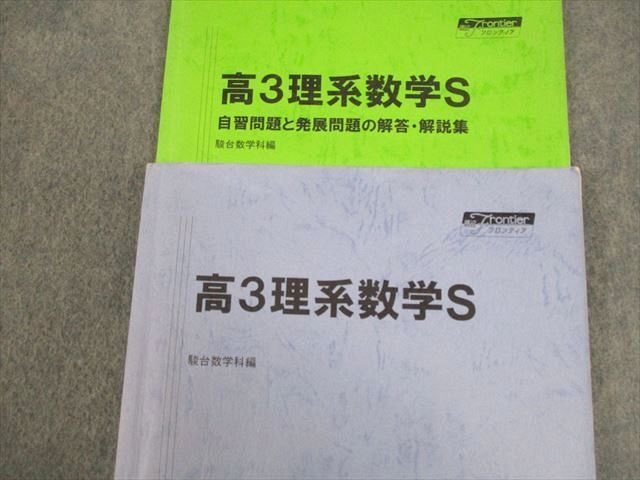 Frontier
フロンティア
高3理系数学S
自習問題と発展問題の解答・解説集
駿台数学科編
Frontier
フロンティア
高3理系数学S
駿台数学科編